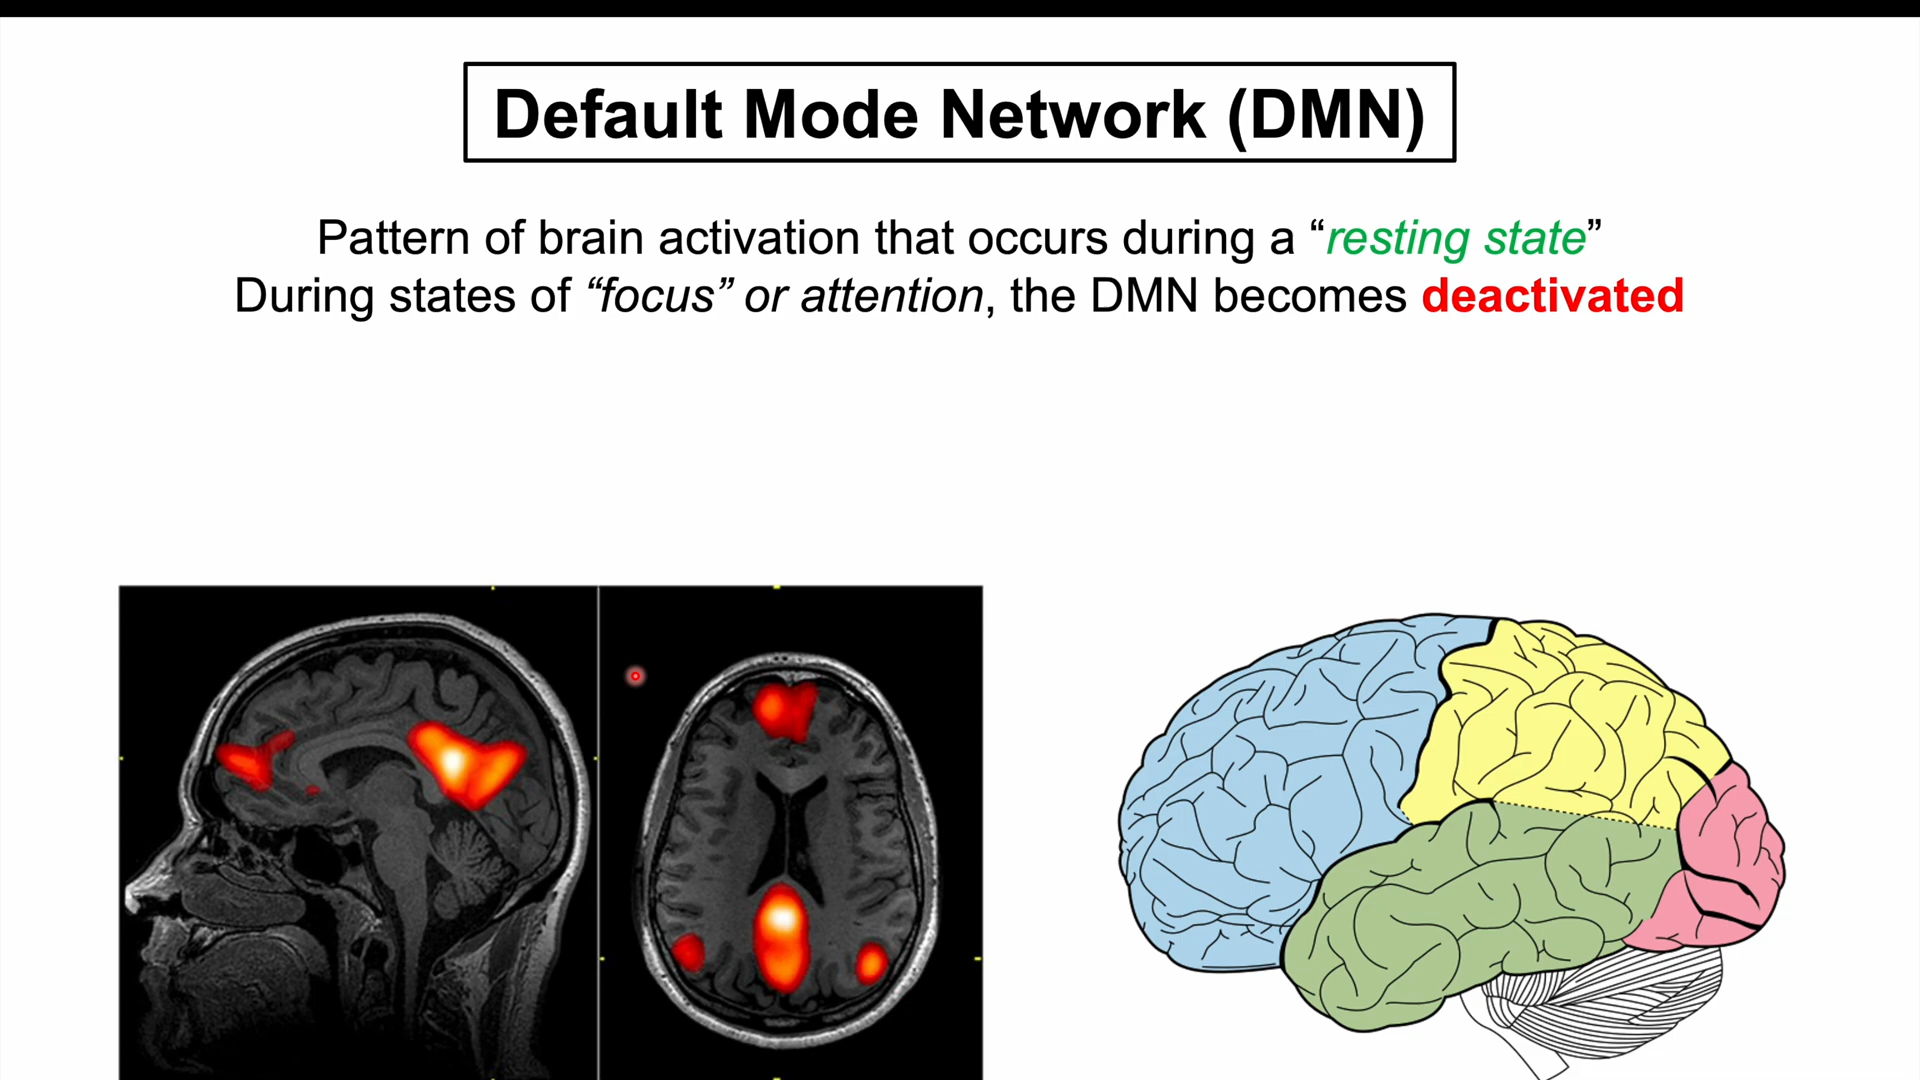 Default Mode Network (DMN)
Pattern of brain activation that occurs during a “resting state”
During states of “focus” or attention, the DMN becomes deactivated